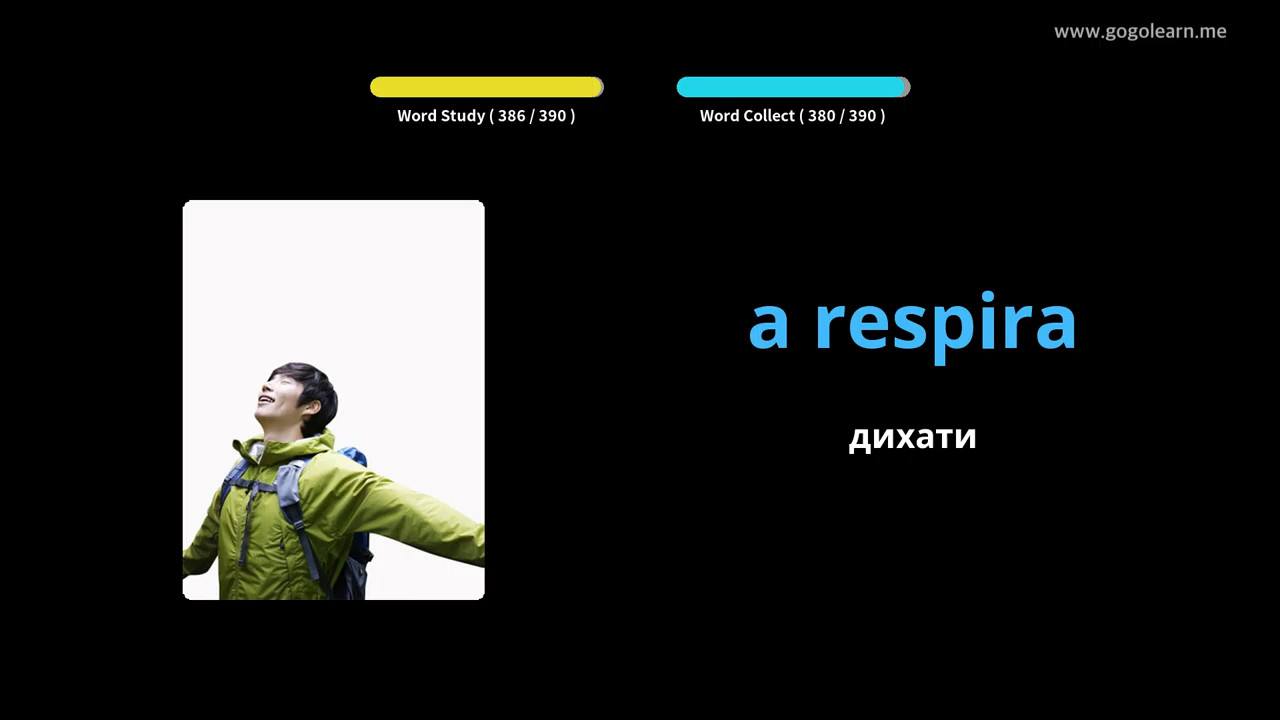 www.gogolearn.me
Word Study ( 386 / 390 )
Word Collect ( 380 / 390 )
a respira
дихати